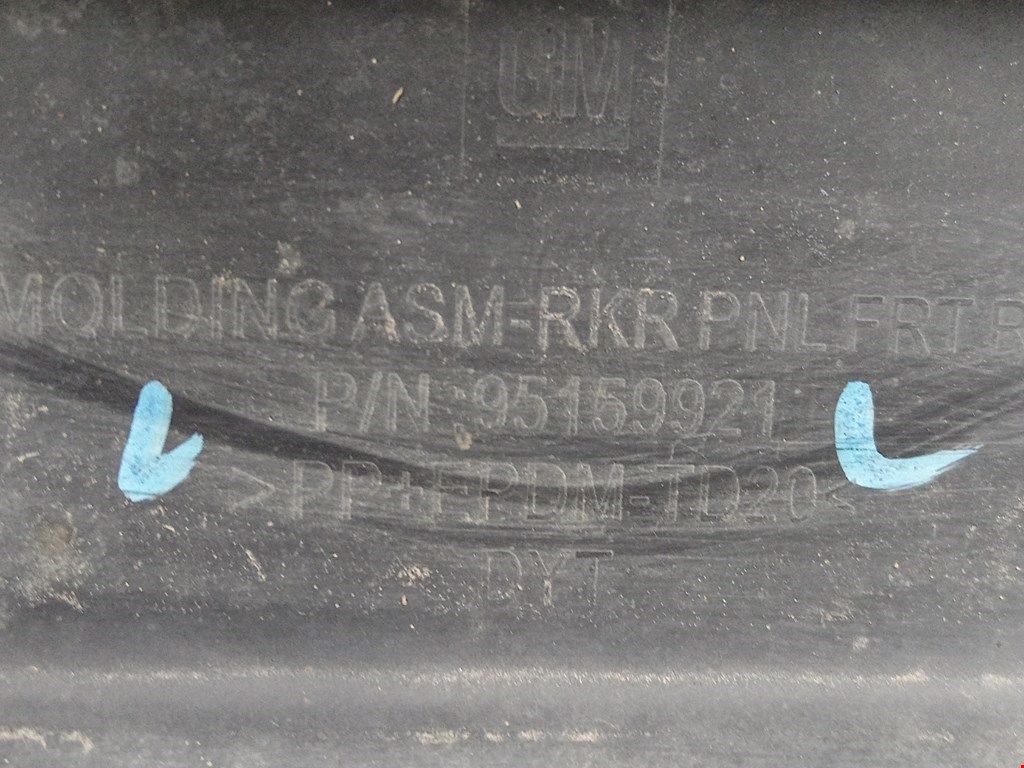 GM
MOLDING ASM-RKR PNL FRT R
P/N : 95159921
>PP+EPDM-TD20<
DYT